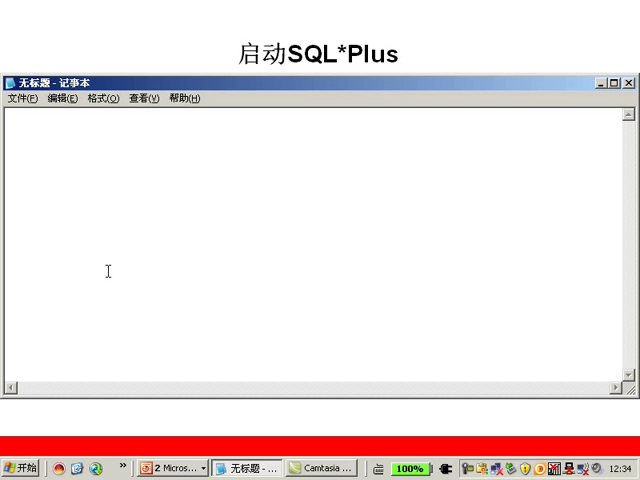 启动SQL*Plus
无标题 - 记事本
文件(F) 编辑(E) 格式(O) 查看(V) 帮助(H)
开始 » 2 Micros... 无标题 - ... Camtasia ... 100% 12:34